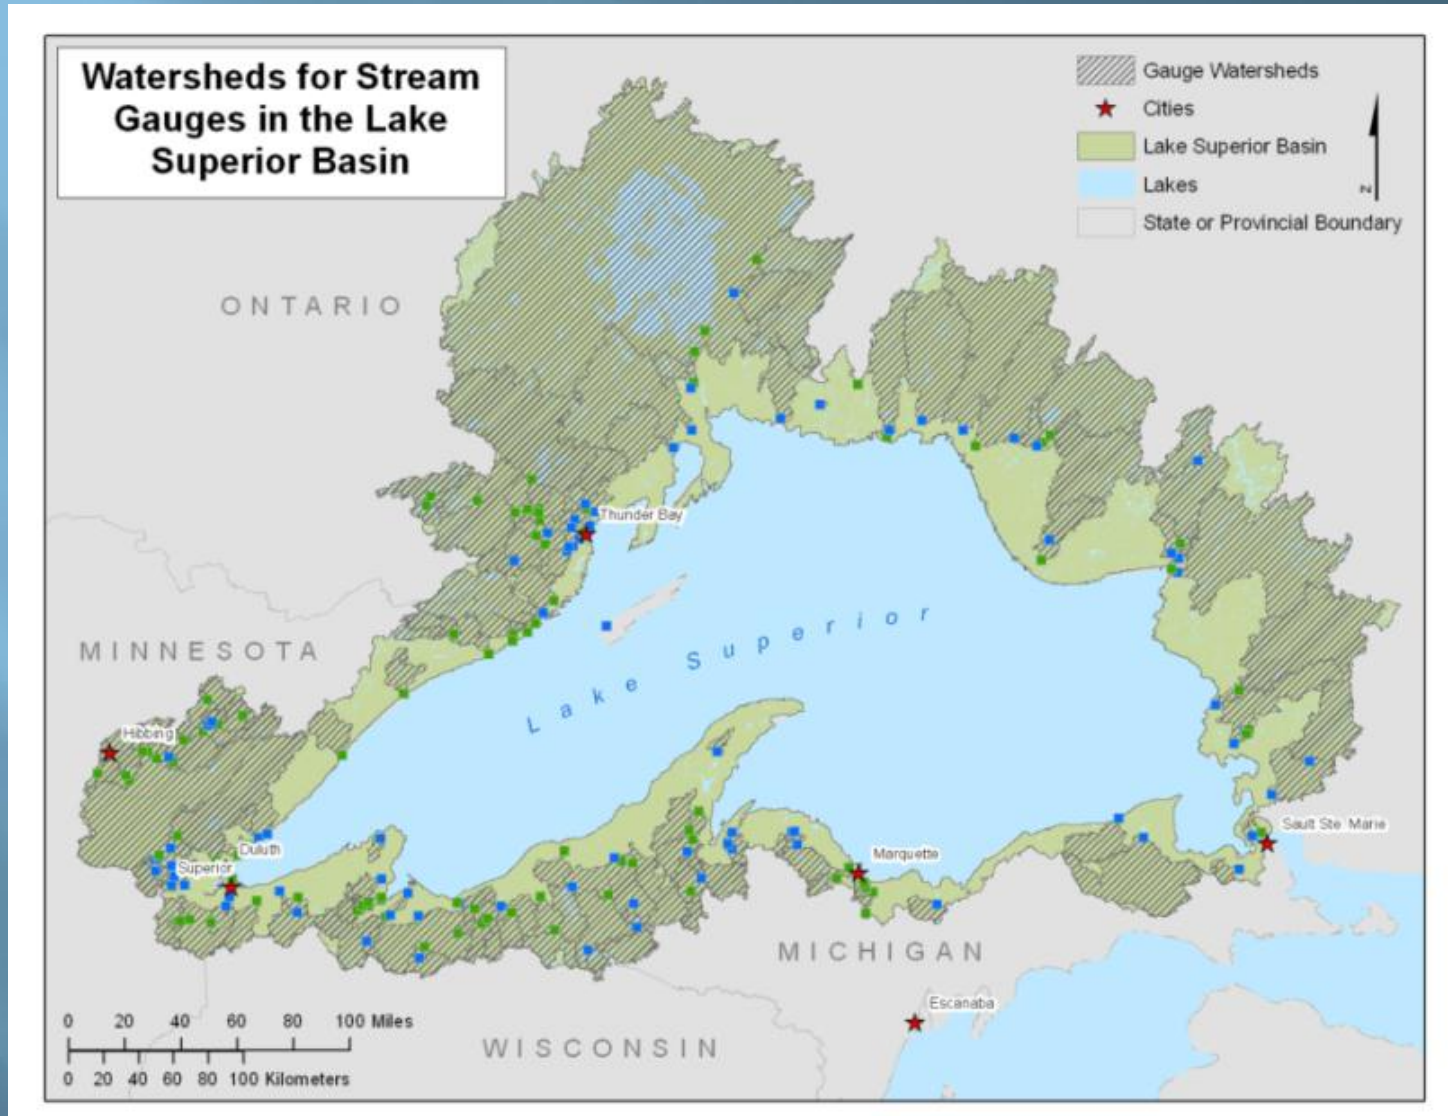 Watersheds for Stream
Gauges in the Lake
Superior Basin
Gauge Watersheds
Cities
Lake Superior Basin
Lakes
State or Provincial Boundary
N
ONTARIO
Thunder Bay
Lake Superior
MINNESOTA
Hibbing
Duluth
Superior
Sault Ste. Marie
Marquette
MICHIGAN
Escanaba
WISCONSIN
0 20 40 60 80 100 Miles
0 20 40 60 80 100 Kilometers